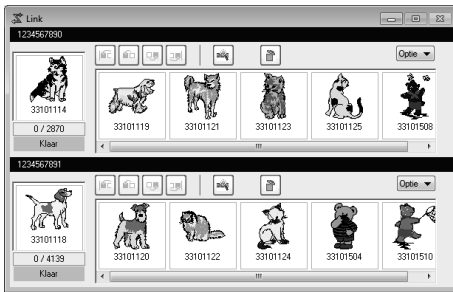 Link
1234567890
Optie
33101114
33101119 33101121 33101123 33101125 33101508
0 / 2870
Klaar
1234567891
Optie
33101118
33101120 33101122 33101124 33101504 33101510
0 / 4139
Klaar